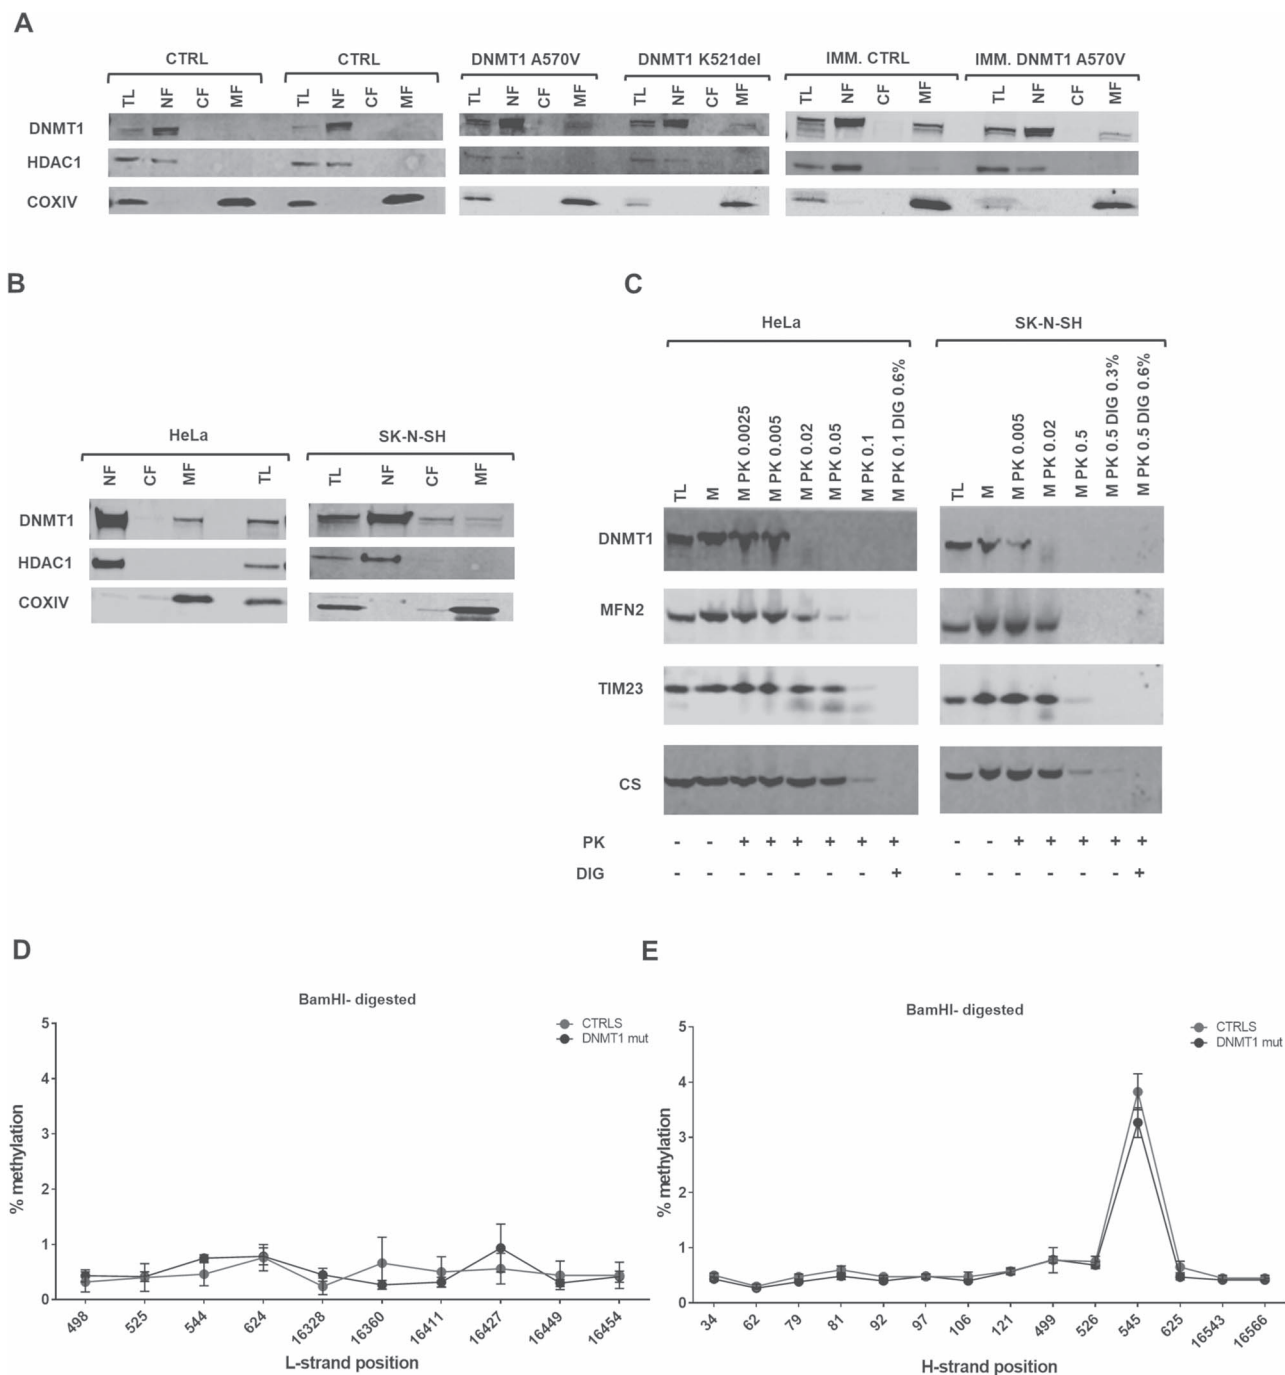 A
CTRL CTRL DNMT1 A570V DNMT1 K521del IMM. CTRL IMM. DNMT1 A570V
TL NF CF MF TL NF CF MF TL NF CF MF TL NF CF MF TL NF CF MF TL NF CF MF
DNMT1
HDAC1
COXIV
B
HeLa SK-N-SH
NF CF MF TL TL NF CF MF
DNMT1
HDAC1
COXIV
C
HeLa SK-N-SH
TL
M
M PK 0.0025
M PK 0.005
M PK 0.02
M PK 0.05
M PK 0.1
M PK 0.1 DIG 0.6%
TL
M
M PK 0.005
M PK 0.02
M PK 0.5
M PK 0.5 DIG 0.3%
M PK 0.5 DIG 0.6%
DNMT1
MFN2
TIM23
CS
PK - - + + + + + + - - + + + + +
DIG - - - - - - - + - - - - - - +
D
BamHI- digested
CTRLS
DNMT1 mut
5
4
3
2
1
0
% methylation
498 525 544 624 16328 16360 16411 16427 16449 16454
L-strand position
E
BamHI- digested
CTRLS
DNMT1 mut
5
4
3
2
1
0
% methylation
34 62 79 81 92 97 106 121 499 526 545 625 16543 16566
H-strand position